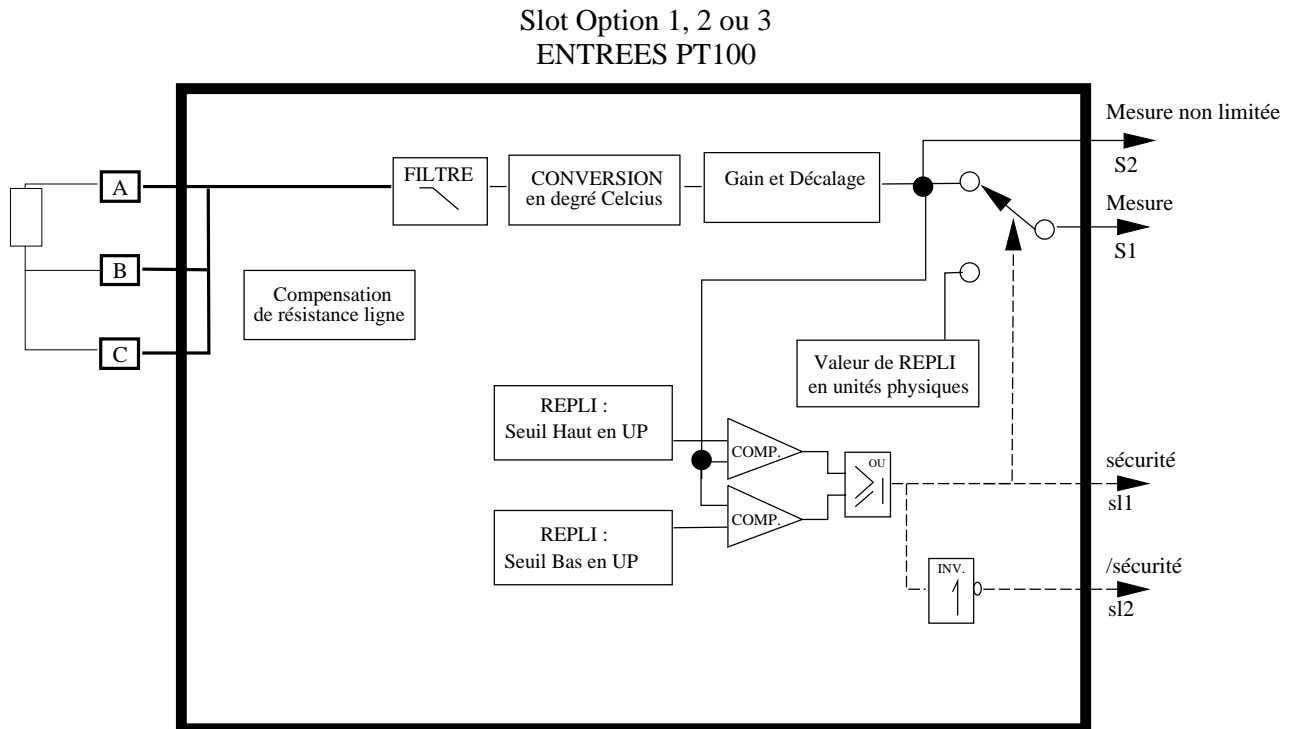 Slot Option 1, 2 ou 3
ENTREES PT100
Mesure non limitée
S2
A
FILTRE
CONVERSION
en degré Celcius
Gain et Décalage
Mesure
S1
B
Compensation
de résistance ligne
C
Valeur de REPLI
en unités physiques
REPLI :
Seuil Haut en UP
COMP.
OU
sécurité
sl1
REPLI :
Seuil Bas en UP
COMP.
INV.
1
/sécurité
sl2